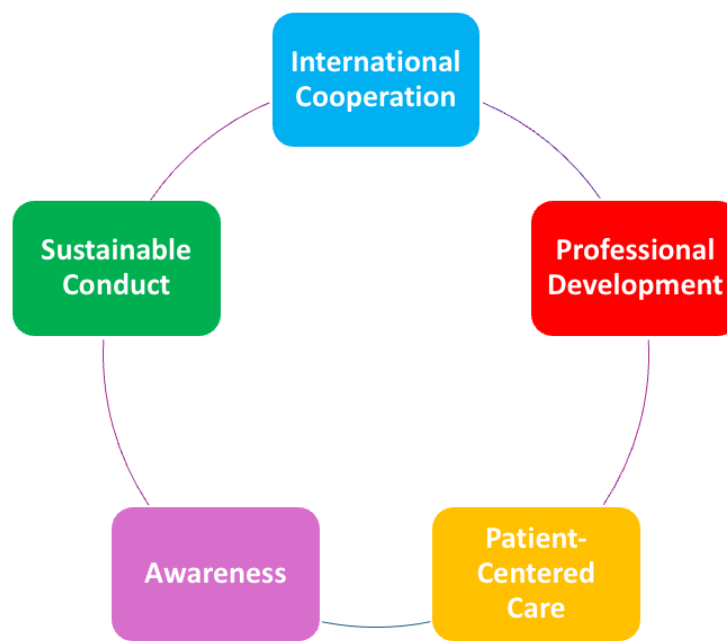 International
Cooperation
Professional
Development
Patient-
Centered
Care
Awareness
Sustainable
Conduct